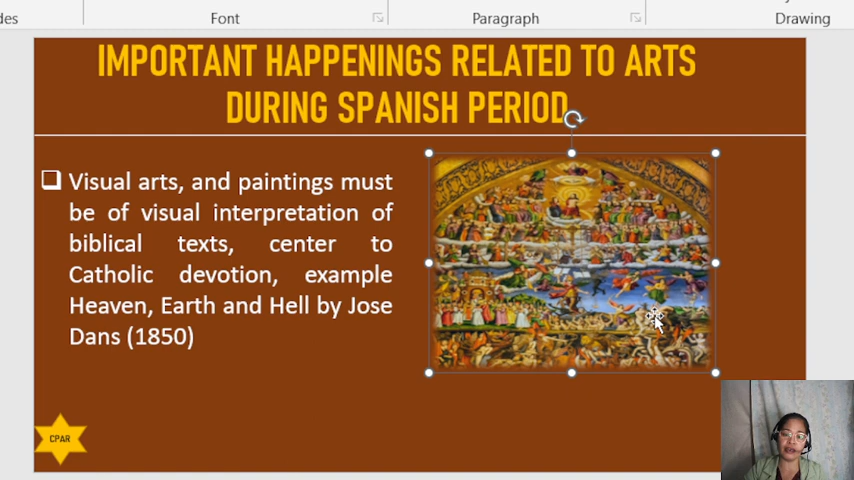 des
Font
Paragraph
Drawing
IMPORTANT HAPPENINGS RELATED TO ARTS
DURING SPANISH PERIOD
Visual arts, and paintings must
be of visual interpretation of
biblical texts, center to
Catholic devotion, example
Heaven, Earth and Hell by Jose
Dans (1850)
CPAR